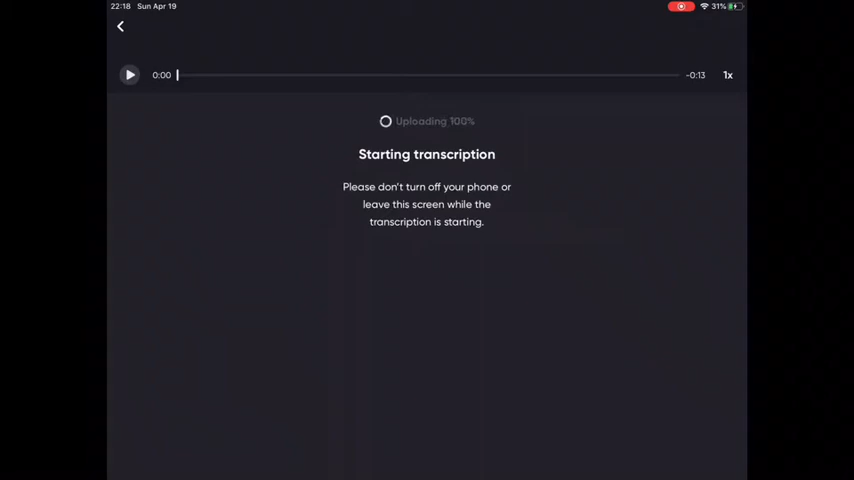 22:18 Sun Apr 19 31%
0:00 -0:13 1x
Uploading 100%
Starting transcription
Please don't turn off your phone or
leave this screen while the
transcription is starting.